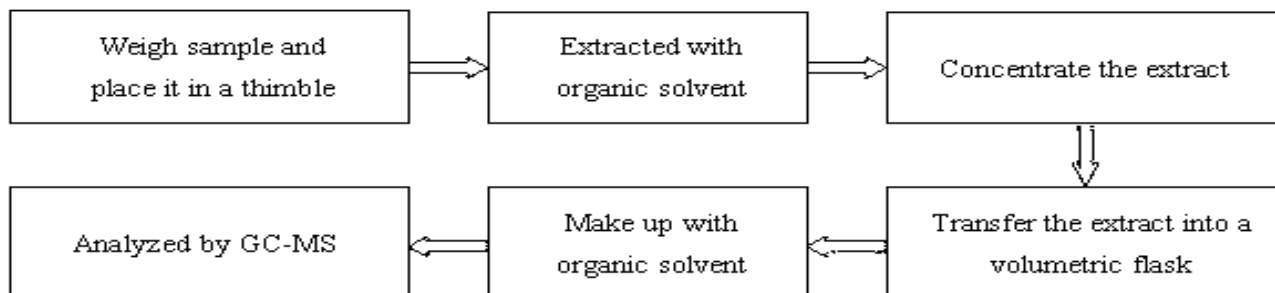 Weigh sample and
place it in a thimble
Extracted with
organic solvent
Concentrate the extract
Transfer the extract into a
volumetric flask
Make up with
organic solvent
Analyzed by GC-MS